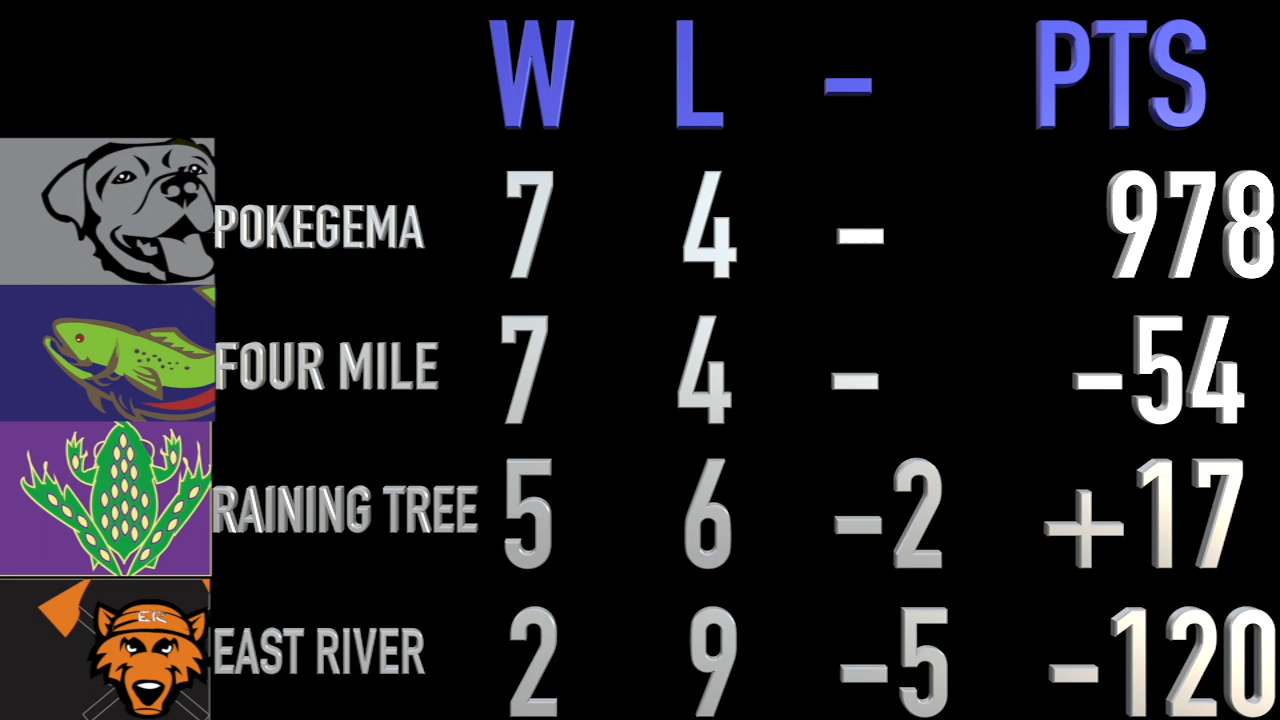 W L - PTS
POKEGEMA 7 4 - 978
FOUR MILE 7 4 - -54
RAINING TREE 5 6 -2 +17
ER
EAST RIVER 2 9 -5 -120